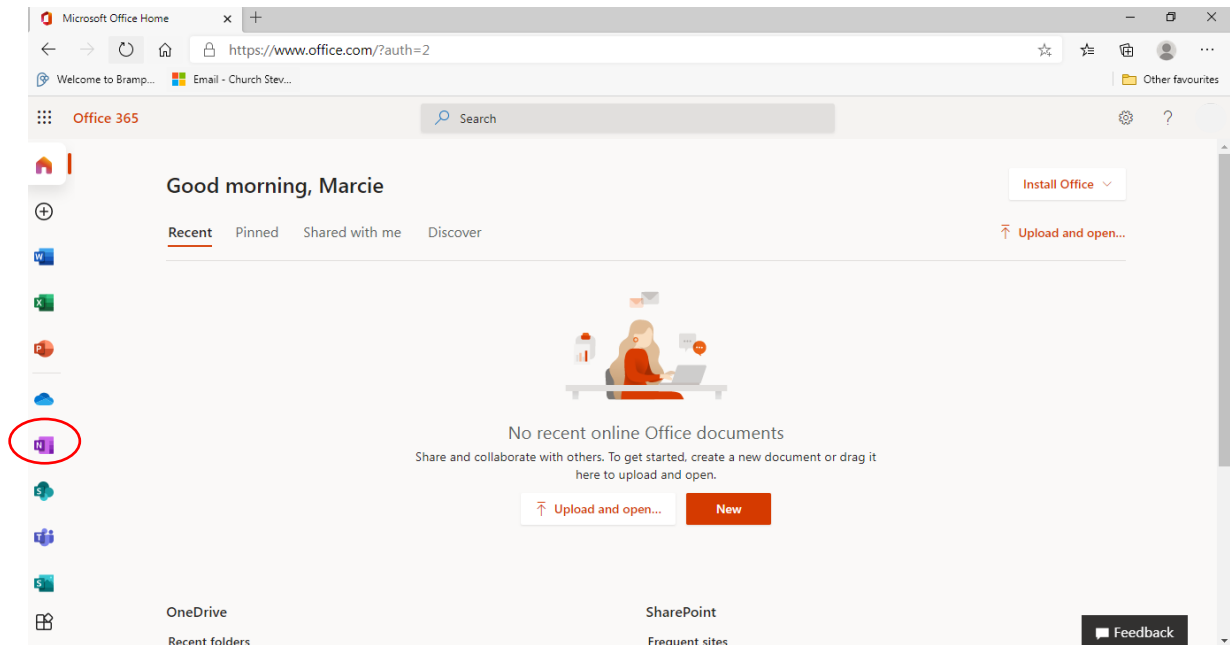 Microsoft Office Home
https://www.office.com/?auth=2
Welcome to Bramp...
Email - Church Stev...
Other favourites
Office 365
Search
?
Good morning, Marcie
Install Office
Recent
Pinned
Shared with me
Discover
Upload and open...
W
X
P
N
S
T
S
No recent online Office documents
Share and collaborate with others. To get started, create a new document or drag it
here to upload and open.
Upload and open...
New
OneDrive
SharePoint
Recent folders
Frequent sites
Feedback